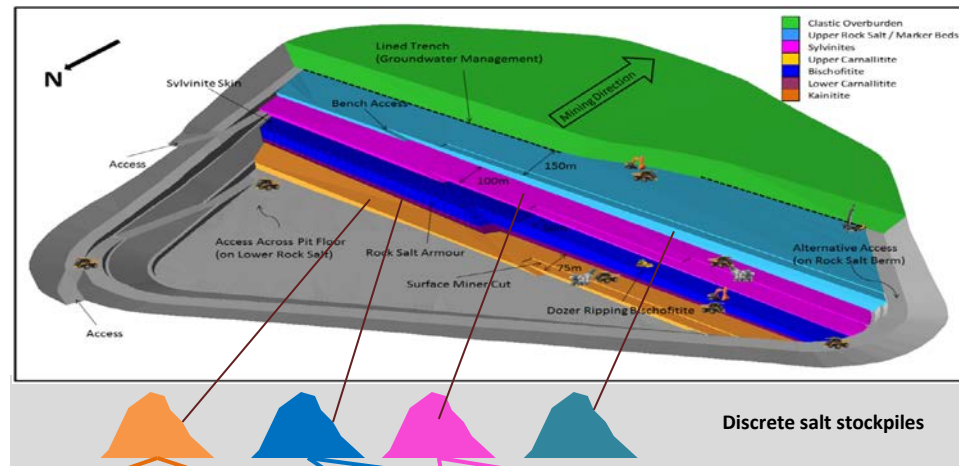 Clastic Overburden
Upper Rock Salt / Marker Beds
Sylvinites
Upper Carnallitite
Bischofitite
Lower Carnallitite
Kainitite
N
Lined Trench
(Groundwater Management)
Sylvinite Skin
Bench Access
Mining Direction
Access
150m
100m
Access Across Pit Floor
(on Lower Rock Salt)
Rock Salt Armour
Alternative Access
(on Rock Salt Berm)
Surface Miner Cut
75m
Dozer Ripping Bischofitite
Access
Discrete salt stockpiles